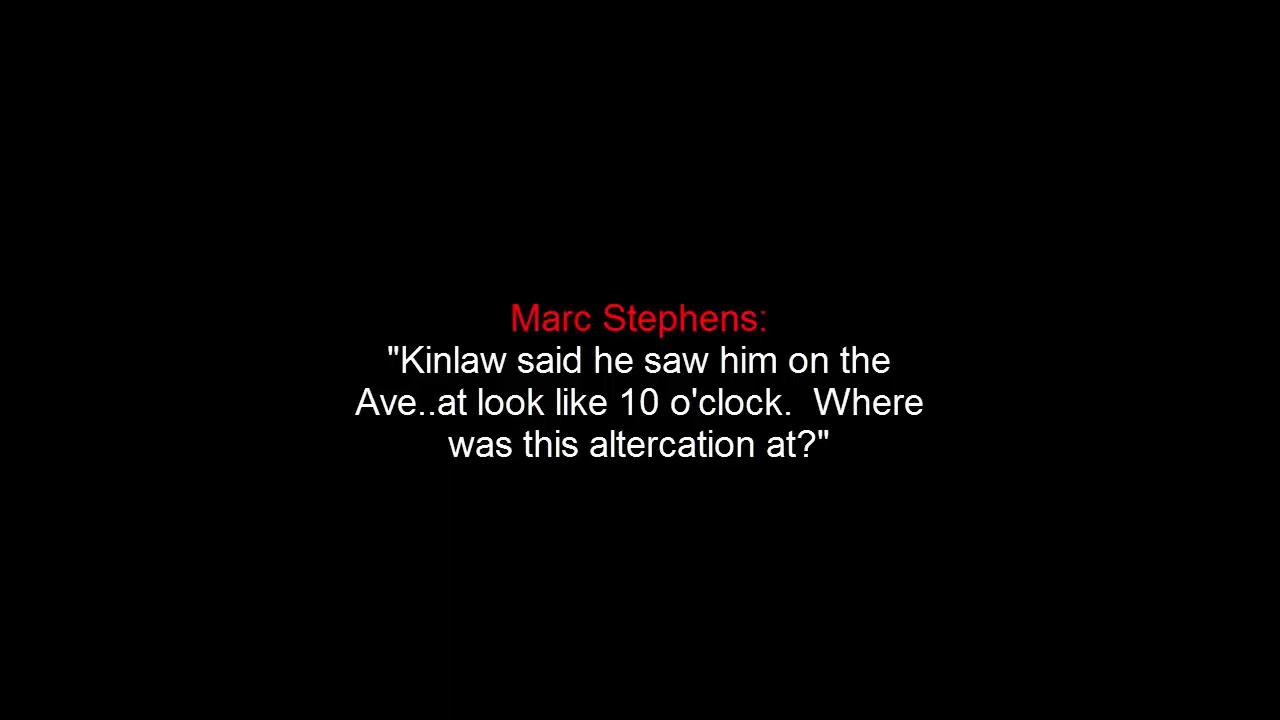 Marc Stephens:
"Kinlaw said he saw him on the
Ave..at look like 10 o'clock.  Where
was this altercation at?"